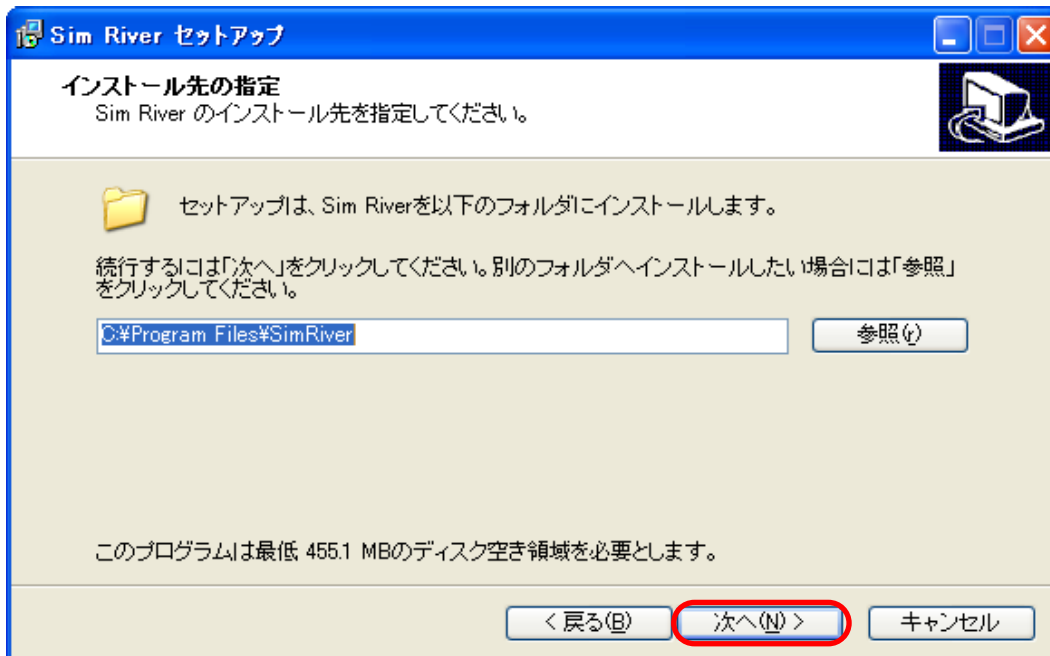 Sim River セットアップ
インストール先の指定
Sim River のインストール先を指定してください。
セットアップは、Sim Riverを以下のフォルダにインストールします。
続行するには「次へ」をクリックしてください。別のフォルダへインストールしたい場合には「参照」
をクリックしてください。
C:¥Program Files¥SimRiver
参照(r)
このプログラムは最低 455.1 MBのディスク空き領域を必要とします。
< 戻る(B)
次へ(N) >
キャンセル